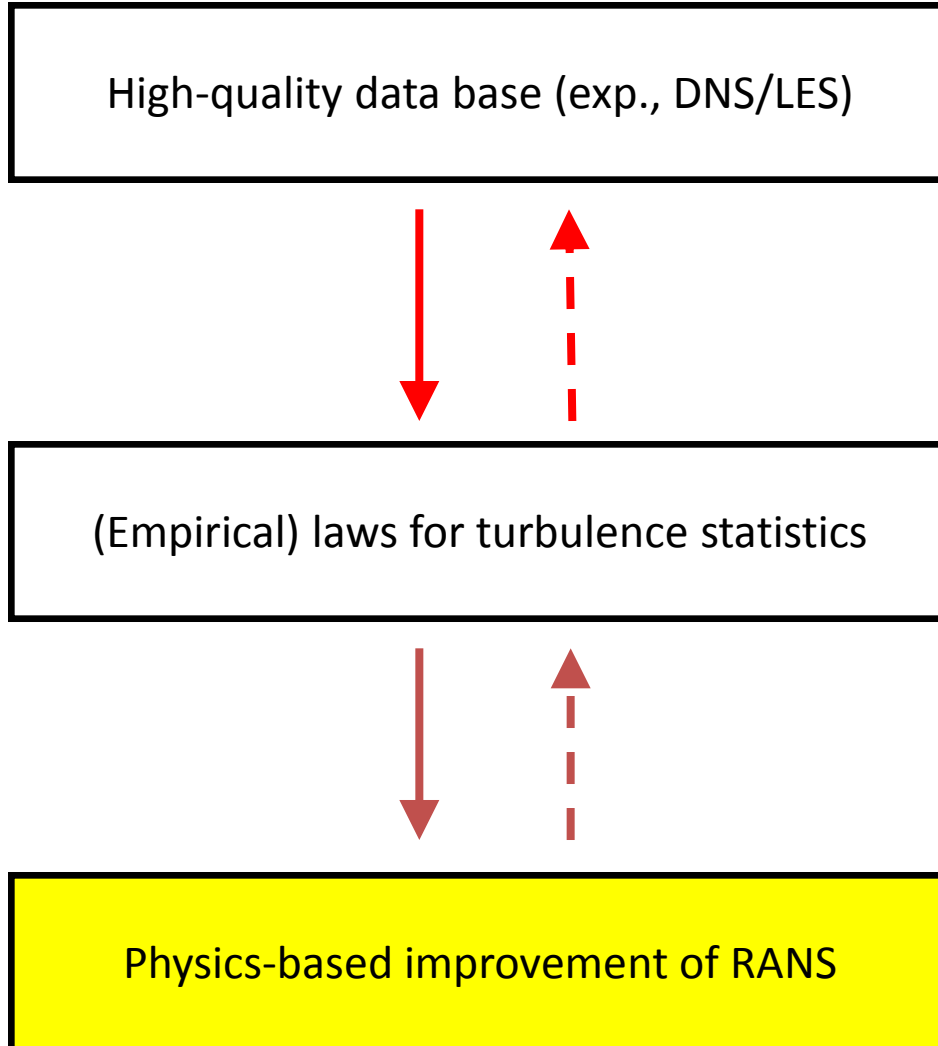 High-quality data base (exp., DNS/LES)
(Empirical) laws for turbulence statistics
Physics-based improvement of RANS